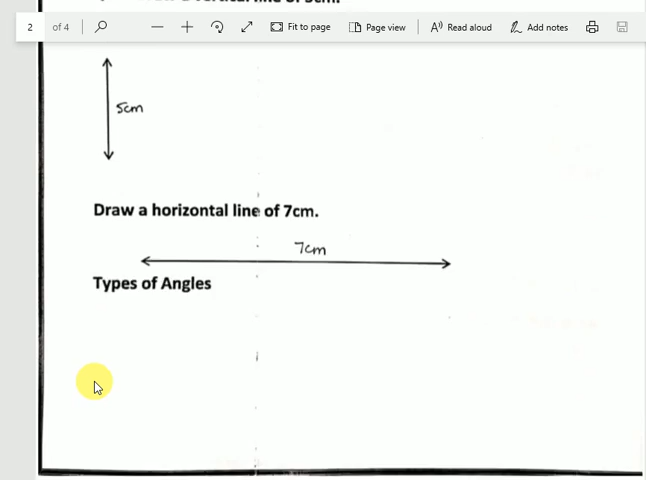 2 of 4 Fit to page Page view Read aloud Add notes
5cm
Draw a horizontal line of 7cm.
7cm
Types of Angles